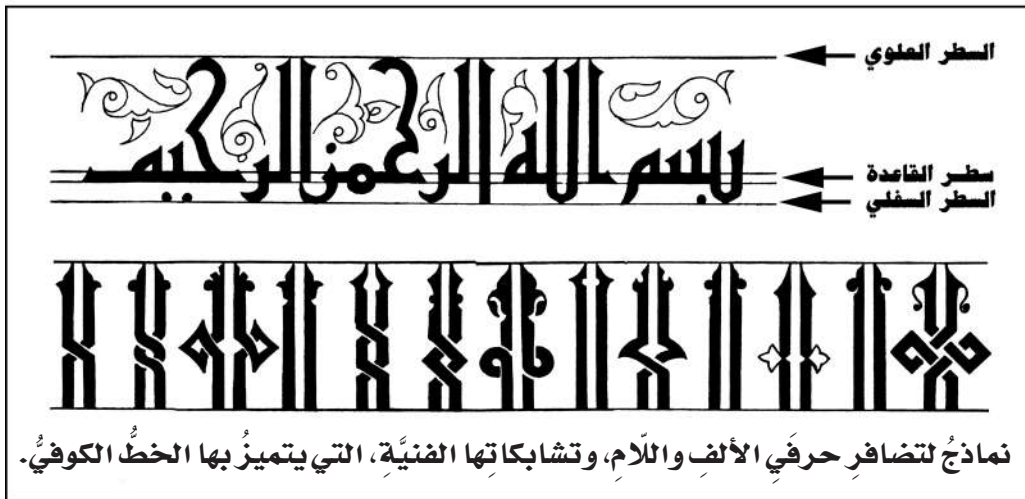 السطر العلوي
بسم الله الرحمن الرحيم
سطر القاعدة
السطر السفلي
نماذجُ لتضافرِ حرفَيِ الألفِ واللّامِ، وتشابكاتِها الفنيَّةِ، التي يتميزُ بها الخطُّ الكوفيُّ.